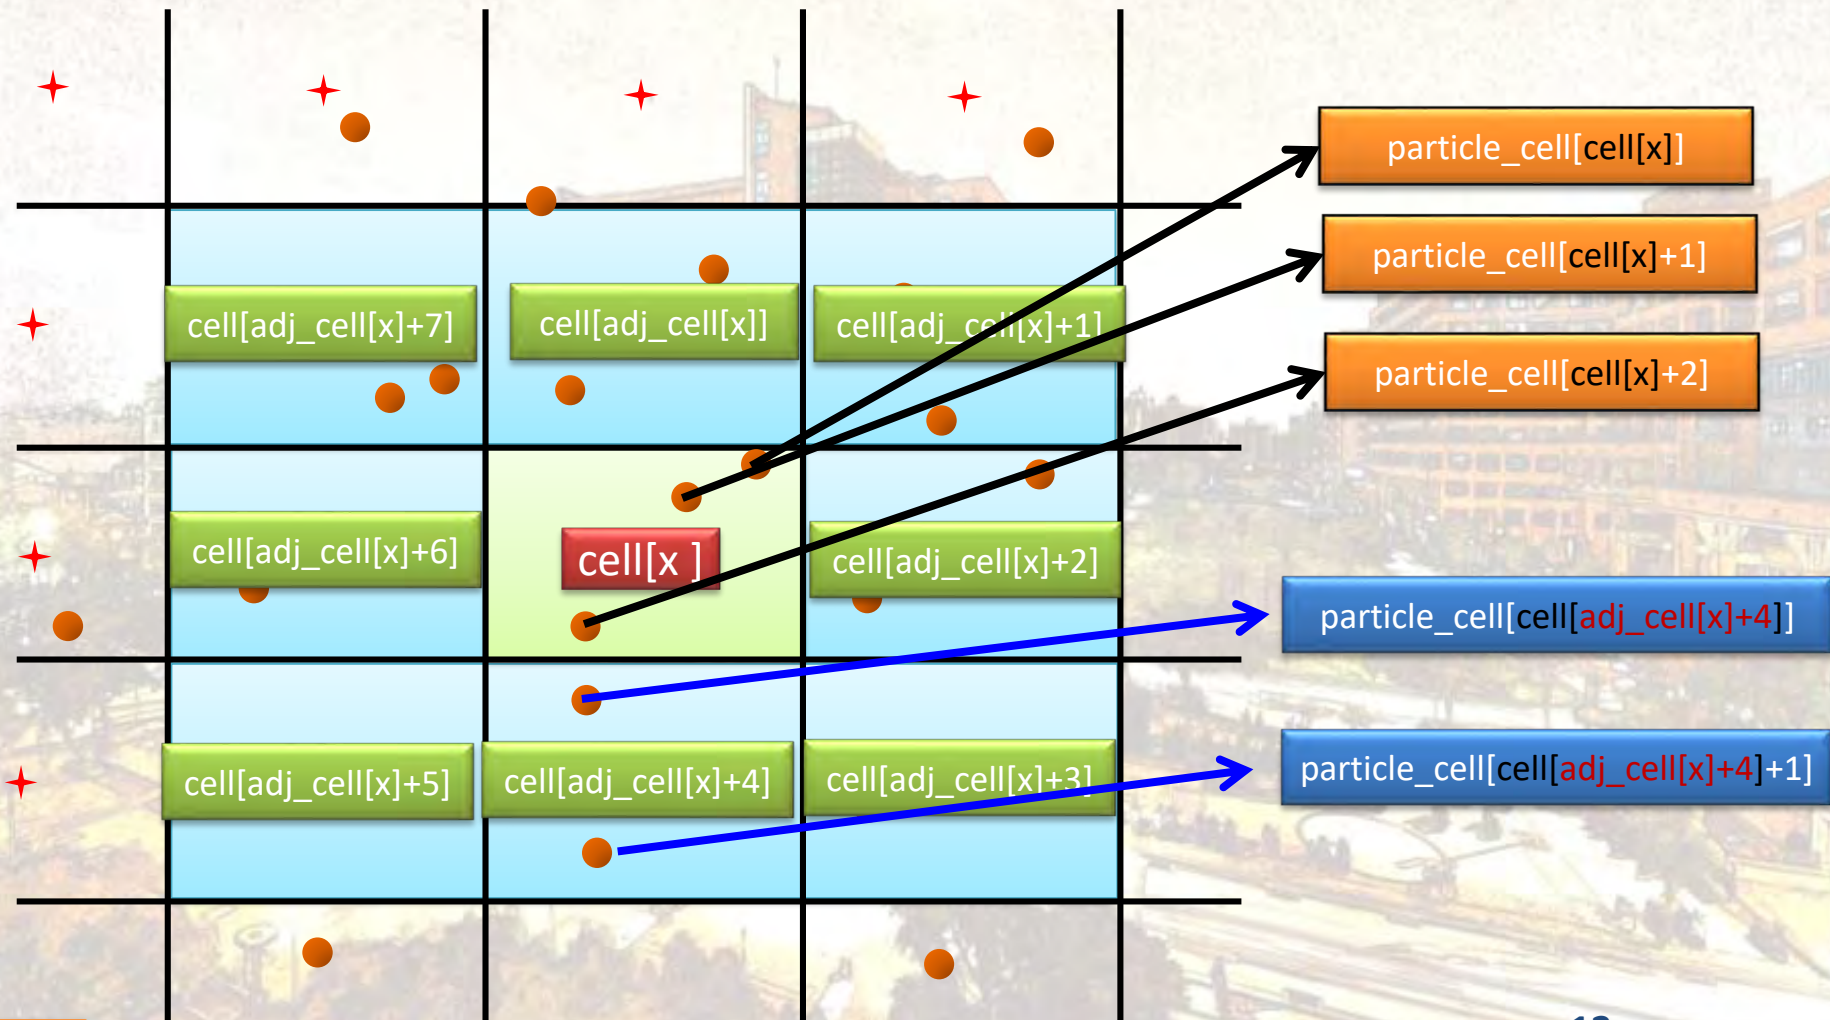 particle_cell[cell[x]]
particle_cell[cell[x]+1]
cell[adj_cell[x]+7]
cell[adj_cell[x]]
cell[adj_cell[x]+1]
particle_cell[cell[x]+2]
cell[adj_cell[x]+6]
cell[x ]
cell[adj_cell[x]+2]
particle_cell[cell[adj_cell[x]+4]]
cell[adj_cell[x]+5]
cell[adj_cell[x]+4]
cell[adj_cell[x]+3]
particle_cell[cell[adj_cell[x]+4]+1]